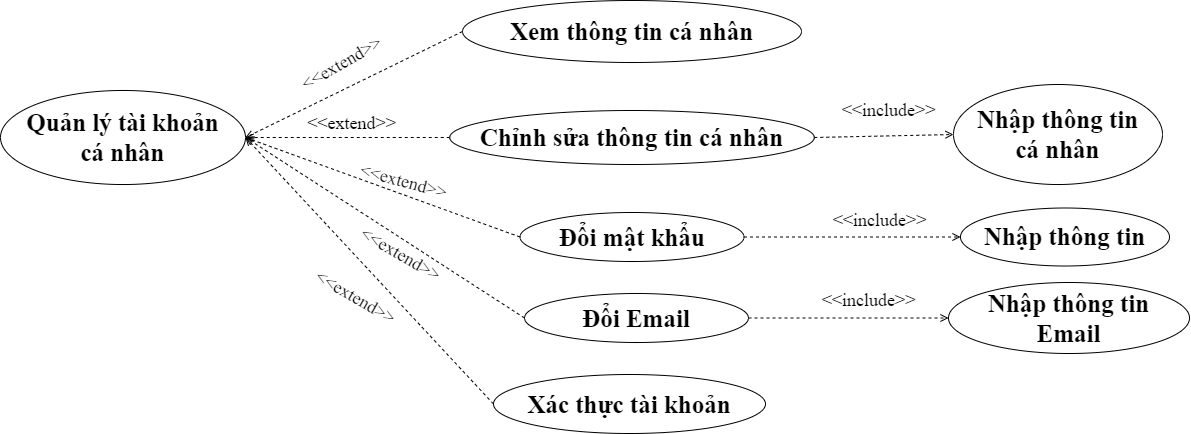 Xem thông tin cá nhân
<<extend>>
Quản lý tài khoản
cá nhân
<<extend>>
Chỉnh sửa thông tin cá nhân
<<include>>
Nhập thông tin
cá nhân
<<extend>>
Đổi mật khẩu
<<include>>
Nhập thông tin
<<extend>>
Đổi Email
<<include>>
Nhập thông tin
Email
<<extend>>
Xác thực tài khoản